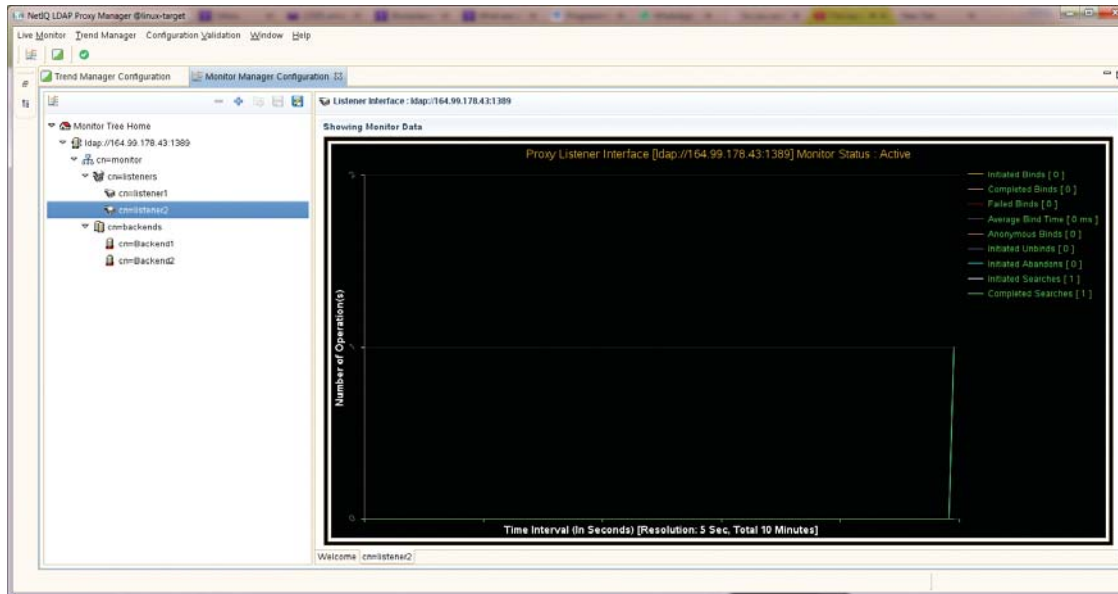 NetIQ LDAP Proxy Manager @linux-target
Live Monitor Trend Manager Configuration Validation Window Help
Trend Manager Configuration Monitor Manager Configuration
Listener Interface : ldap://164.99.178.43:1389
Monitor Tree Home
Showing Monitor Data
ldap://164.99.178.43:1389
cn=monitor
cn=listeners
cn=listener1
cn=listener2
cn=backends
cn=Backend1
cn=Backend2
Proxy Listener Interface [ldap://164.99.178.43:1389] Monitor Status : Active
Initiated Binds [ 0 ]
Completed Binds [ 0 ]
Failed Binds [ 0 ]
Average Bind Time [ 0 ms ]
Anonymous Binds [ 0 ]
Initiated Unbinds [ 0 ]
Initiated Abandons [ 0 ]
Initiated Searches [ 1 ]
Completed Searches [ 1 ]
Number of Operation(s)
Time Interval (In Seconds) [Resolution: 5 Sec, Total 10 Minutes]
Welcome cn=listener2